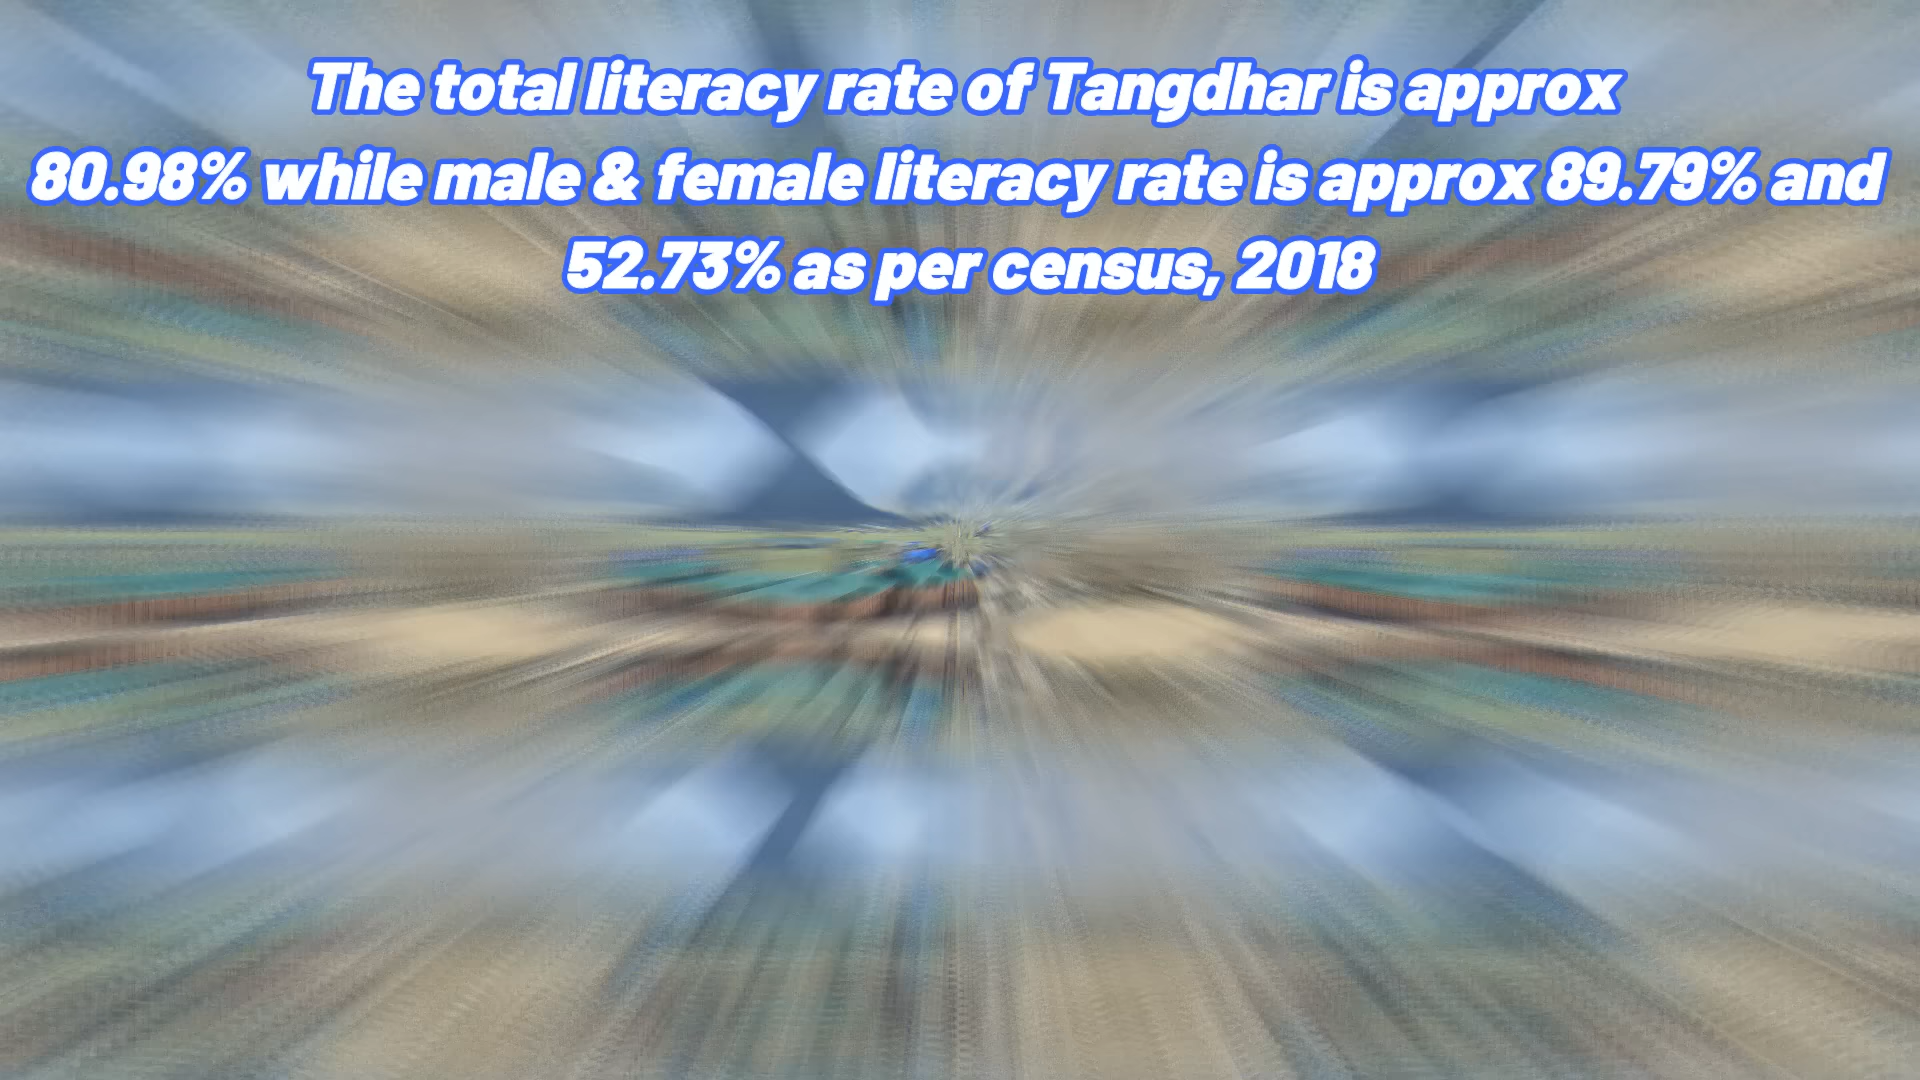 The total literacy rate of Tangdhar is approx
80.98% while male & female literacy rate is approx 89.79% and
52.73% as per census, 2018